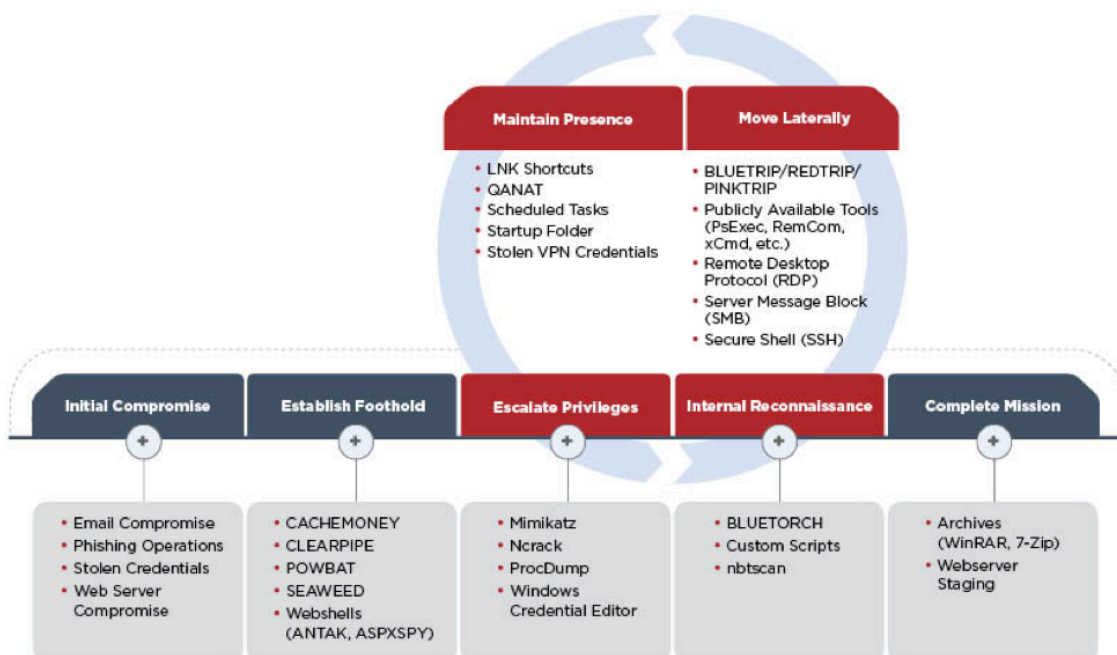 Maintain Presence
• LNK Shortcuts
• QANAT
• Scheduled Tasks
• Startup Folder
• Stolen VPN Credentials
Move Laterally
• BLUETRIP/REDTRIP/
PINKTRIP
• Publicly Available Tools
(PsExec, RemCom,
xCmd, etc.)
• Remote Desktop
Protocol (RDP)
• Server Message Block
(SMB)
• Secure Shell (SSH)
Initial Compromise
+
• Email Compromise
• Phishing Operations
• Stolen Credentials
• Web Server
Compromise
Establish Foothold
+
• CACHEMONEY
• CLEARPIPE
• POWBAT
• SEAWEED
• Webshells
(ANTAK, ASPXSPY)
Escalate Privileges
+
• Mimikatz
• Ncrack
• ProcDump
• Windows
Credential Editor
Internal Reconnaissance
+
• BLUETORCH
• Custom Scripts
• nbtscan
Complete Mission
+
• Archives
(WinRAR, 7-Zip)
• Webserver
Staging